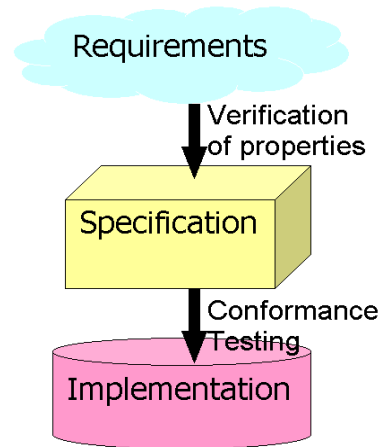 Requirements
Verification
of properties
Specification
Conformance
Testing
Implementation